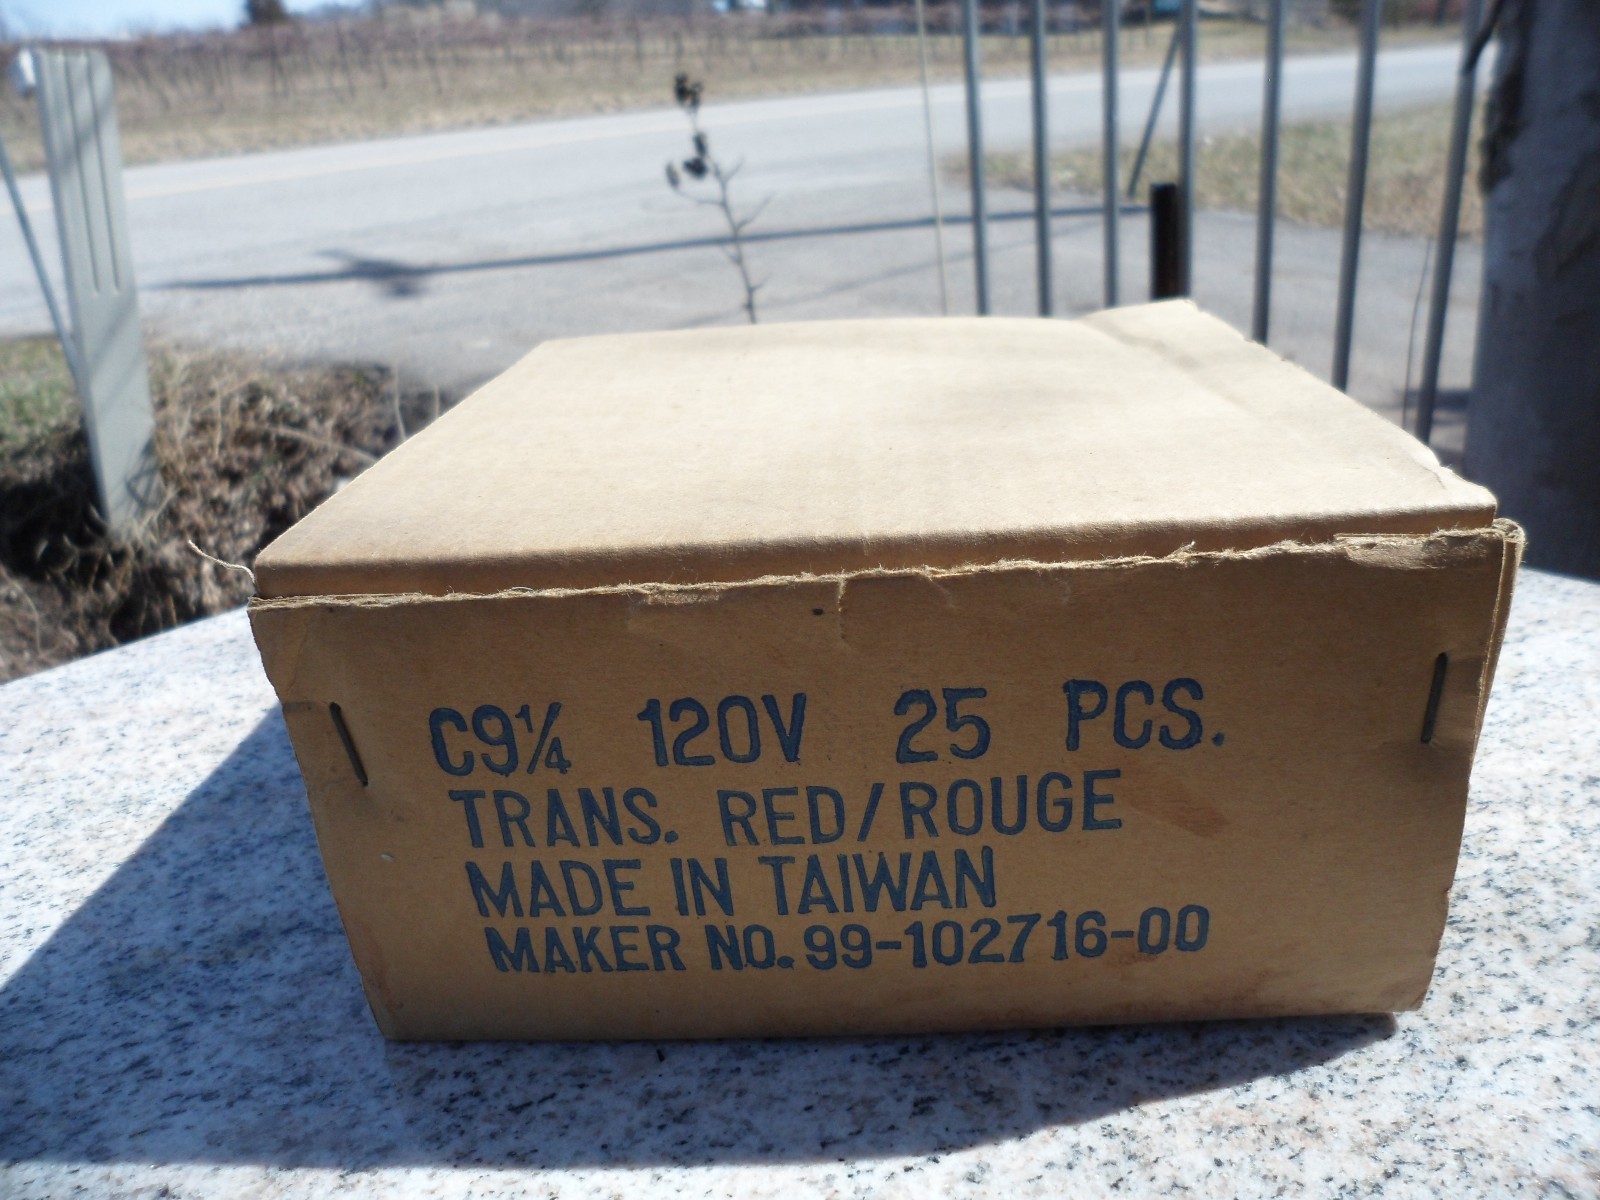 C9¼ 120V 25 PCS.
TRANS. RED/ROUGE
MADE IN TAIWAN
MAKER NO. 99-102716-00